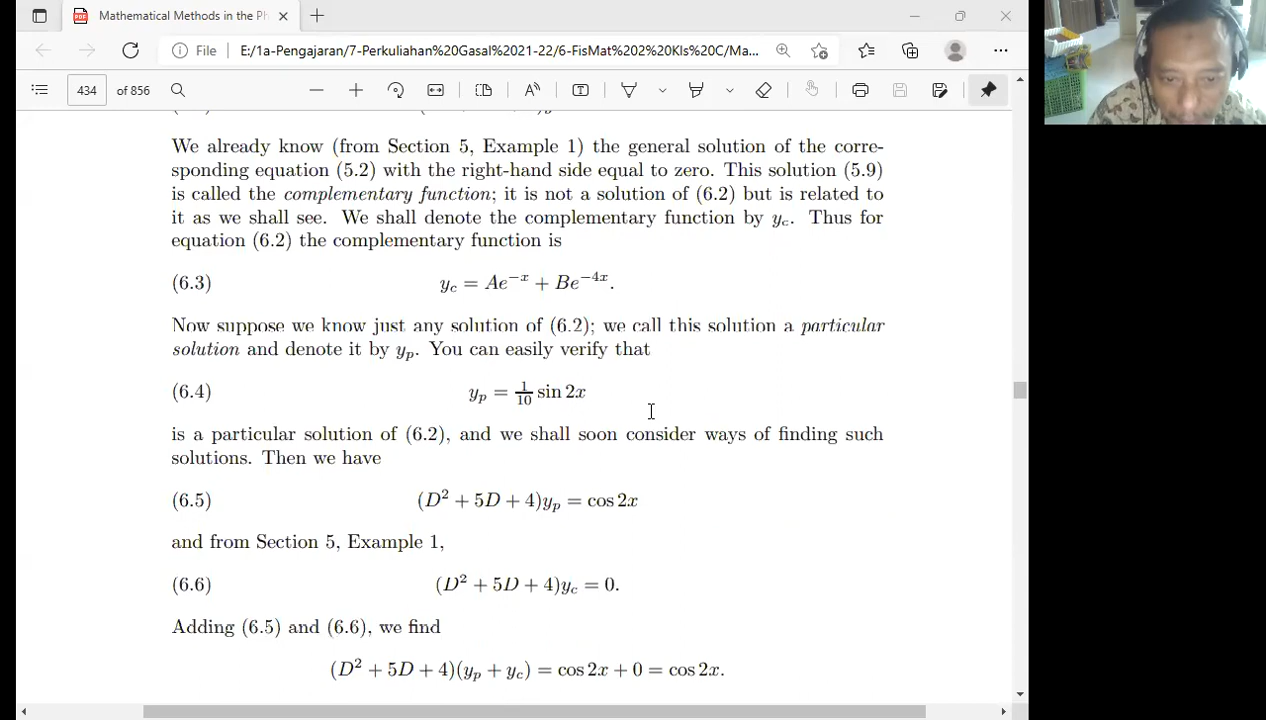 Mathematical Methods in the Ph
File E:/1a-Pengajaran/7-Perkuliahan%20Gasal%202021-22/6-FisMat%202%20Kls%20C/Ma...
434 of 856
We already know (from Section 5, Example 1) the general solution of the corre-
sponding equation (5.2) with the right-hand side equal to zero. This solution (5.9)
is called the complementary function; it is not a solution of (6.2) but is related to
it as we shall see. We shall denote the complementary function by y_c. Thus for
equation (6.2) the complementary function is
(6.3) y_c = Ae^{−x} + Be^{−4x}.
Now suppose we know just any solution of (6.2); we call this solution a particular
solution and denote it by y_p. You can easily verify that
(6.4) y_p = 1/10 sin 2x
is a particular solution of (6.2), and we shall soon consider ways of finding such
solutions. Then we have
(6.5) (D² + 5D + 4)y_p = cos 2x
and from Section 5, Example 1,
(6.6) (D² + 5D + 4)y_c = 0.
Adding (6.5) and (6.6), we find
(D² + 5D + 4)(y_p + y_c) = cos 2x + 0 = cos 2x.